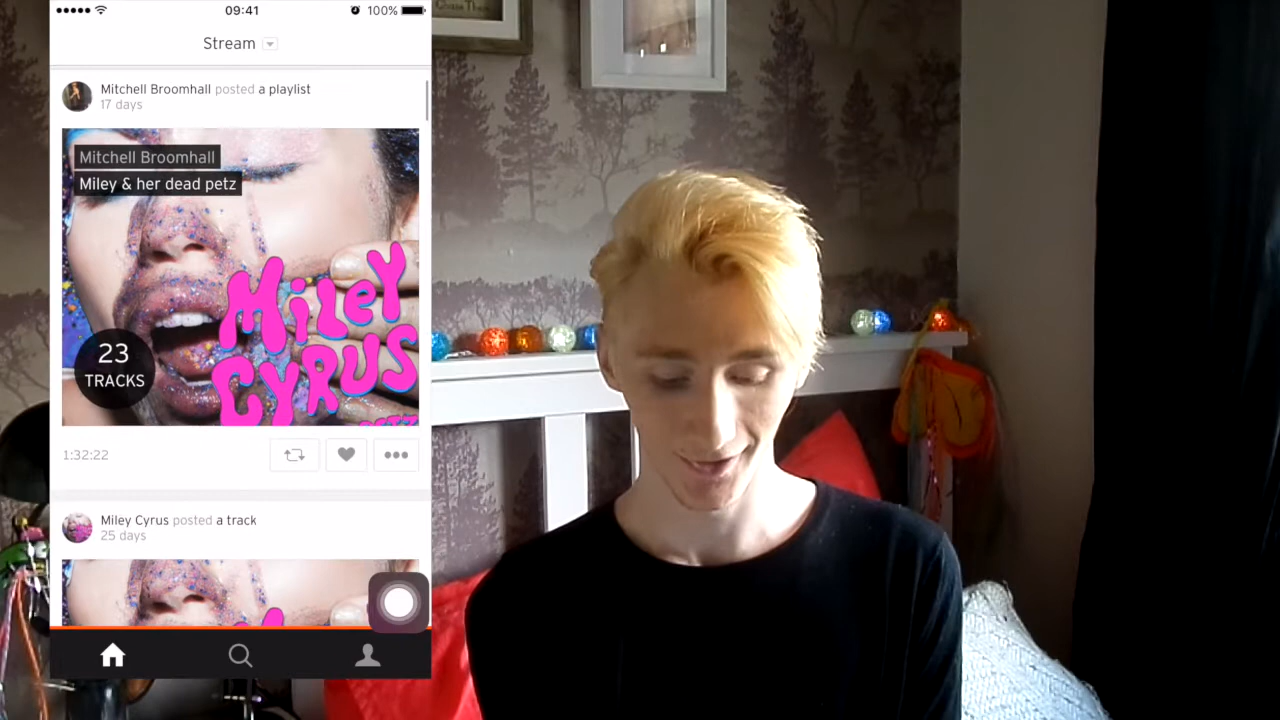 09:41
100%
Stream
Mitchell Broomhall posted a playlist
17 days
Mitchell Broomhall
Miley & her dead petz
MiLeY
CYRUS
23
TRACKS
1:32:22
Miley Cyrus posted a track
25 days